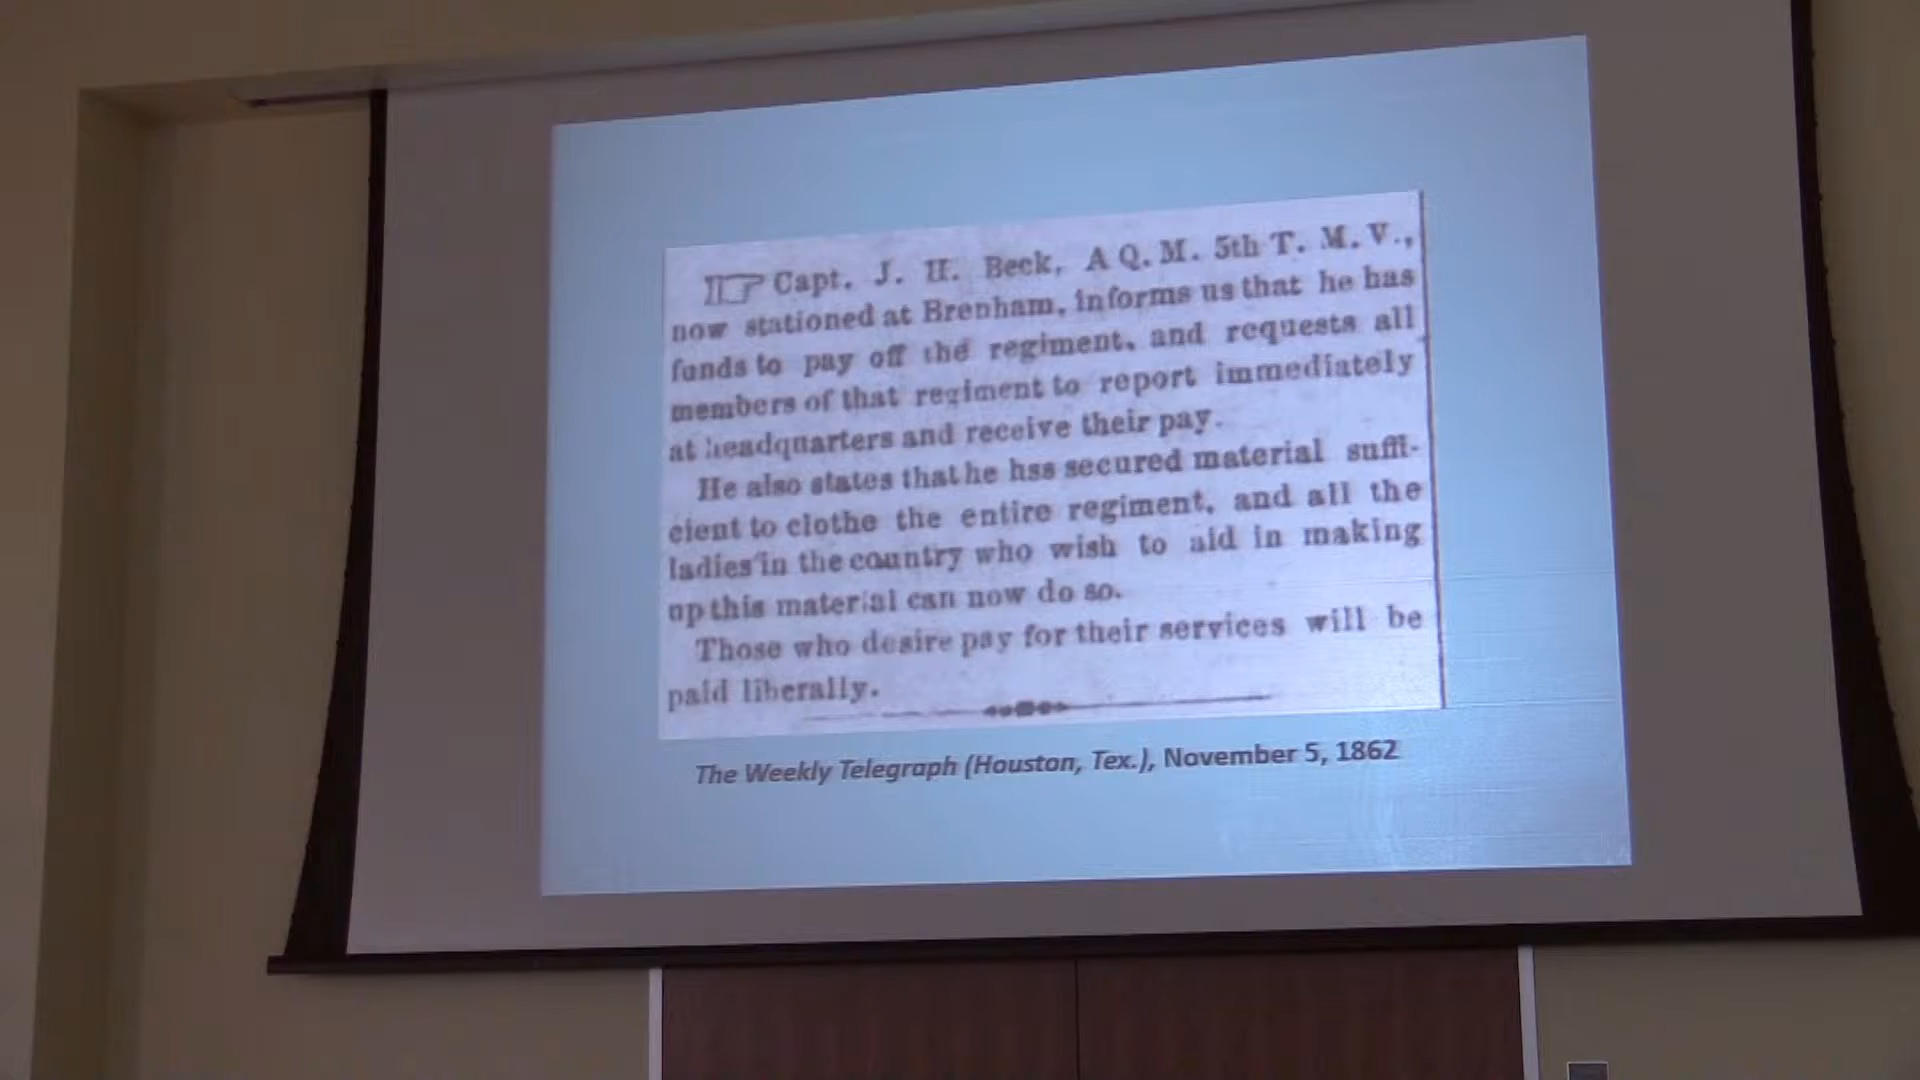 ☞ Capt. J. H. Beck, A Q. M. 5th T. M. V.,
now stationed at Brenham, informs us that he has
funds to pay off the regiment, and requests all
members of that regiment to report immediately
at headquarters and receive their pay.
He also states that he hss secured material suffi-
cient to clothe the entire regiment, and all the
ladies in the country who wish to aid in making
up this material can now do so.
Those who desire pay for their services will be
paid liberally.
The Weekly Telegraph (Houston, Tex.), November 5, 1862